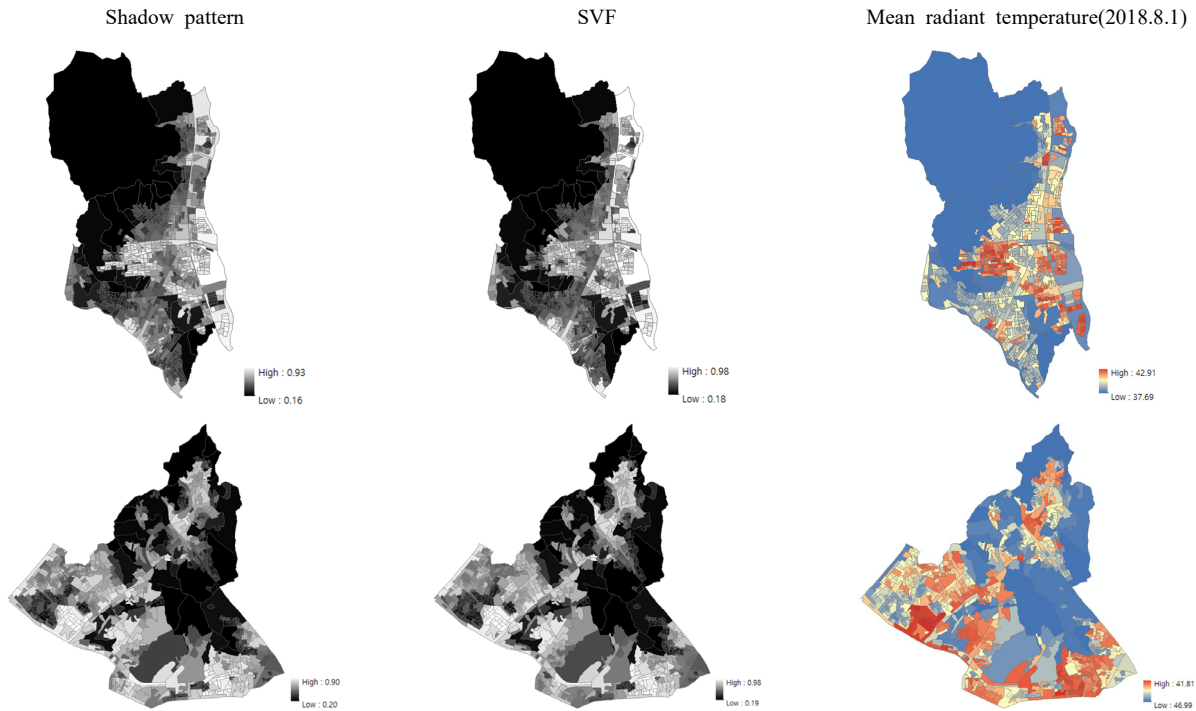 Shadow pattern
SVF
Mean radiant temperature(2018.8.1)
High : 0.93
Low : 0.16
High : 0.98
Low : 0.18
High : 42.91
Low : 37.69
High : 0.90
Low : 0.20
High : 0.98
Low : 0.19
High : 41.81
Low : 46.99